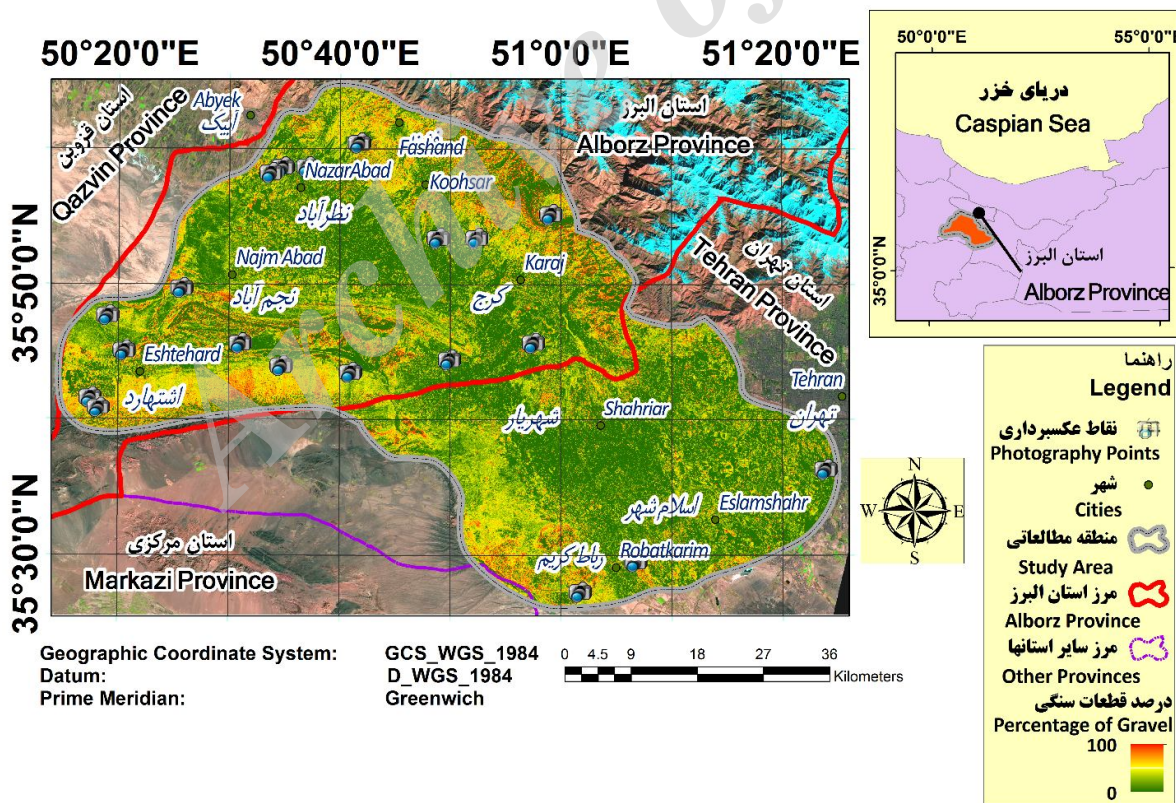 50°20'0"E
50°40'0"E
51°0'0"E
51°20'0"E
35°50'0"N
35°30'0"N
استان قزوین
Qazvin Province
Abyek
آبیک
استان البرز
Alborz Province
Fashand
NazarAbad
نظرآباد
Koohsar
Najm Abad
نجم آباد
Karaj
کرج
استان تهران
Tehran Province
Eshtehard
اشتهارد
Tehran
تهران
Shahriar
شهریار
اسلام شهر
Eslamshahr
رباط کریم
Robatkarim
استان مرکزی
Markazi Province
Archive of
Geographic Coordinate System: GCS_WGS_1984
Datum: D_WGS_1984
Prime Meridian: Greenwich
0 4.5 9 18 27 36
Kilometers
50°0'0"E
55°0'0"E
35°0'0"N
دریای خزر
Caspian Sea
استان البرز
Alborz Province
N
W E
S
راهنما
Legend
نقاط عکسبرداری
Photography Points
شهر
Cities
منطقه مطالعاتی
Study Area
مرز استان البرز
Alborz Province
مرز سایر استانها
Other Provinces
درصد قطعات سنگی
Percentage of Gravel
100
0